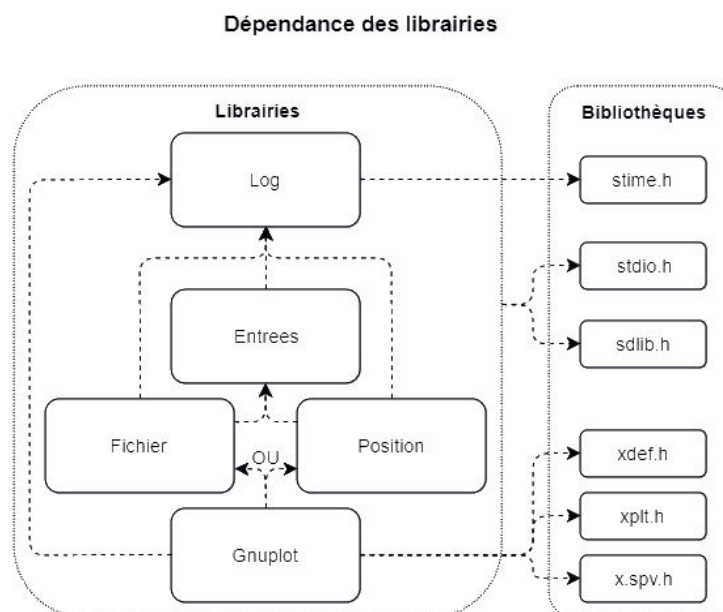 Dépendance des librairies
Librairies
Bibliothèques
Log
stime.h
stdio.h
Entrees
sdlib.h
Fichier
OU
Position
xdef.h
xplt.h
Gnuplot
x.spv.h